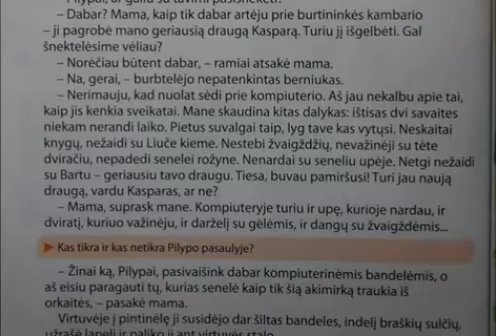 – Dabar? Mama, kaip tik dabar artėju prie burtininkės kambario
– ji pagrobė mano geriausią draugą Kasparą. Turiu jį išgelbėti. Gal
šnektelėsime vėliau?
– Norėčiau būtent dabar, – ramiai atsakė mama.
– Na, gerai, – burbtelėjo nepatenkintas berniukas.
– Nerimauju, kad nuolat sėdi prie kompiuterio. Aš jau nekalbu apie tai,
kaip jis kenkia sveikatai. Mane skaudina kitas dalykas: ištisas dvi savaites
niekam nerandi laiko. Pietus suvalgai taip, lyg tave kas vytųsi. Neskaitai
knygų, nežaidi su Liuče kieme. Nestebi žvaigždžių, nevažinėji su tėte
dviračiu, nepadedi senelei rožyne. Nenardai su seneliu upėje. Netgi nežaidi
su Bartu – geriausiu tavo draugu. Tiesa, buvau pamiršusi! Turi jau naują
draugą, vardu Kasparas, ar ne?
– Mama, suprask mane. Kompiuteryje turiu ir upę, kurioje nardau, ir
dviratį, kuriuo važinėju, ir darželį su gėlėmis, ir dangų su žvaigždėmis...
▶ Kas tikra ir kas netikra Pilypo pasaulyje?
– Žinai ką, Pilypai, pasivaišink dabar kompiuterinėmis bandelėmis, o
aš eisiu paragauti tų, kurias senelė kaip tik šią akimirką traukia iš
orkaitės, – pasakė mama.
Virtuvėje į pintinėlę ji susidėjo dar šiltas bandeles, indelį braškių sulčių,
užrašė lapelį ir paliko jį ant virtuvės stalo.